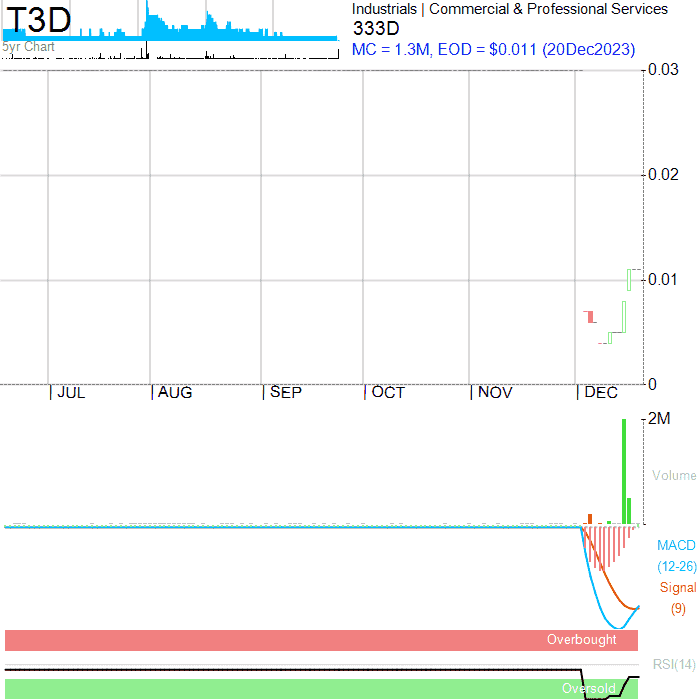 T3D
5yr Chart
Industrials | Commercial & Professional Services
333D
MC = 1.3M, EOD = $0.011 (20Dec2023)
0.03
0.02
0.01
0
JUL AUG SEP OCT NOV DEC
2M
Volume
MACD
(12-26)
Signal
(9)
Overbought
RSI(14)
Oversold